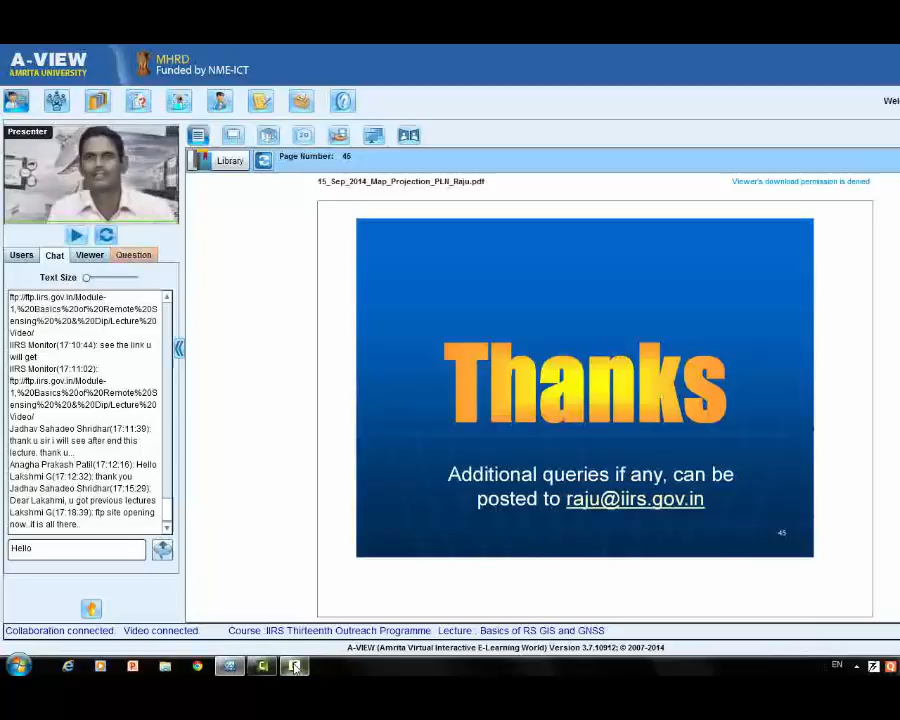 A-VIEW
AMRITA UNIVERSITY
MHRD
Funded by NME-ICT
Wel
Presenter
Library
Page Number: 45
15_Sep_2014_Map_Projection_PLN_Raju.pdf
Viewer's download permission is denied
Users Chat Viewer Question
Text Size
ftp://ftp.iirs.gov.in/Module-
1,%20Basics%20of%20Remote%20S
ensing%20%20&%20Dip/Lecture%20
Video/
IIRS Monitor(17:10:44): see the link u
will get
IIRS Monitor(17:11:02):
ftp://ftp.iirs.gov.in/Module-
1,%20Basics%20of%20Remote%20S
ensing%20%20&%20Dip/Lecture%20
Video/
Jadhav Sahadeo Shridhar(17:11:39):
thank u sir i will see after end this
lecture. thank u...
Anagha Prakash Patil(17:12:16): Hello
Lakshmi G(17:12:32): thank you
Jadhav Sahadeo Shridhar(17:15:29):
Dear Lakahmi, u got previous lectures
Lakshmi G(17:18:39): ftp site opening
now..it is all there..
Hello
Thanks
Additional queries if any, can be
posted to raju@iirs.gov.in
45
Collaboration connected. Video connected. Course :IIRS Thirteenth Outreach Programme Lecture : Basics of RS GIS and GNSS
A-VIEW (Amrita Virtual Interactive E-Learning World) Version 3.7.10912; © 2007-2014
EN